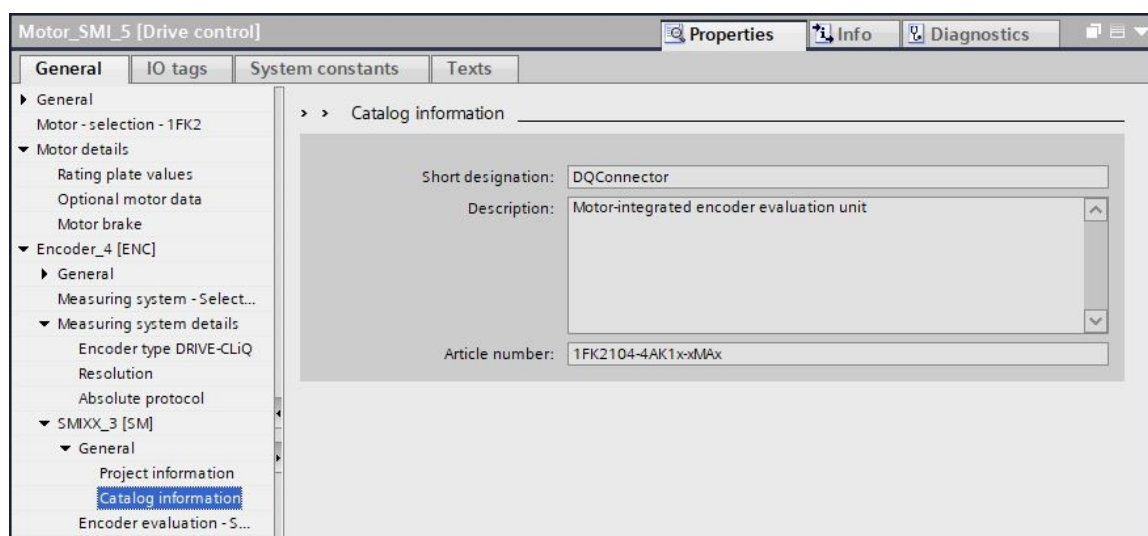 Motor_SMI_5 [Drive control]
Properties
Info
Diagnostics
General
IO tags
System constants
Texts
General
Motor - selection - 1FK2
Motor details
Rating plate values
Optional motor data
Motor brake
Encoder_4 [ENC]
General
Measuring system - Select...
Measuring system details
Encoder type DRIVE-CLiQ
Resolution
Absolute protocol
SMIXX_3 [SM]
General
Project information
Catalog information
Encoder evaluation - S...
Catalog information
Short designation: DQConnector
Description: Motor-integrated encoder evaluation unit
Article number: 1FK2104-4AK1x-xMAx